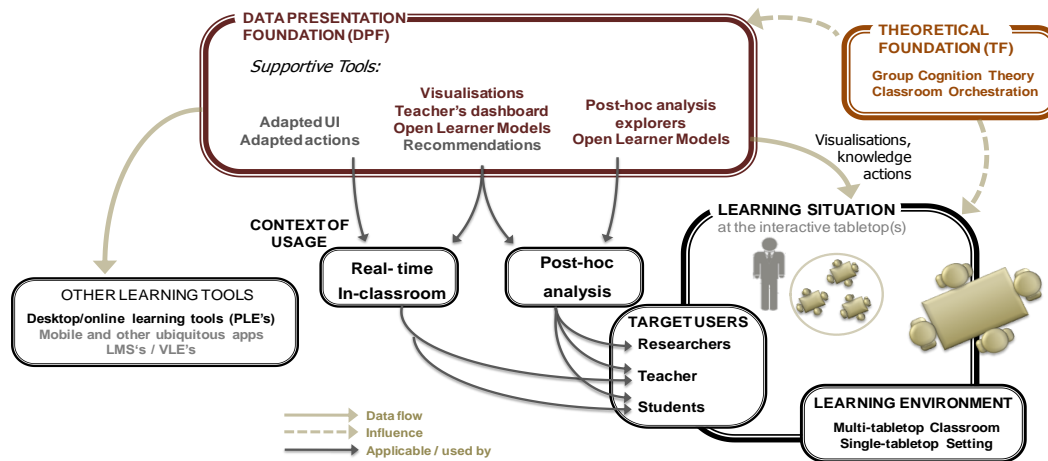 DATA PRESENTATION
FOUNDATION (DPF)
Supportive Tools:
Adapted UI
Adapted actions
Visualisations
Teacher's dashboard
Open Learner Models
Recommendations
Post-hoc analysis
explorers
Open Learner Models
THEORETICAL
FOUNDATION (TF)
Group Cognition Theory
Classroom Orchestration
Visualisations,
knowledge
actions
CONTEXT OF
USAGE
Real- time
In-classroom
Post-hoc
analysis
LEARNING SITUATION
at the interactive tabletop(s)
OTHER LEARNING TOOLS
Desktop/online learning tools (PLE's)
Mobile and other ubiquitous apps
LMS's / VLE's
TARGET USERS
Researchers
Teacher
Students
LEARNING ENVIRONMENT
Multi-tabletop Classroom
Single-tabletop Setting
Data flow
Influence
Applicable / used by